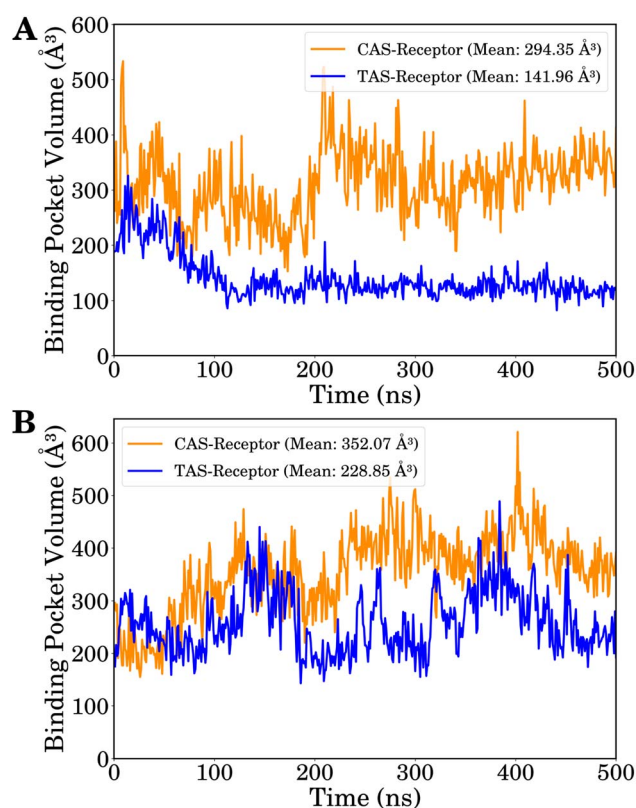 A
Binding Pocket Volume (Å³)
600
500
400
300
200
100
0
CAS-Receptor (Mean: 294.35 Å³)
TAS-Receptor (Mean: 141.96 Å³)
0 100 200 300 400 500
Time (ns)
B
Binding Pocket Volume (Å³)
600
500
400
300
200
100
0
CAS-Receptor (Mean: 352.07 Å³)
TAS-Receptor (Mean: 228.85 Å³)
0 100 200 300 400 500
Time (ns)